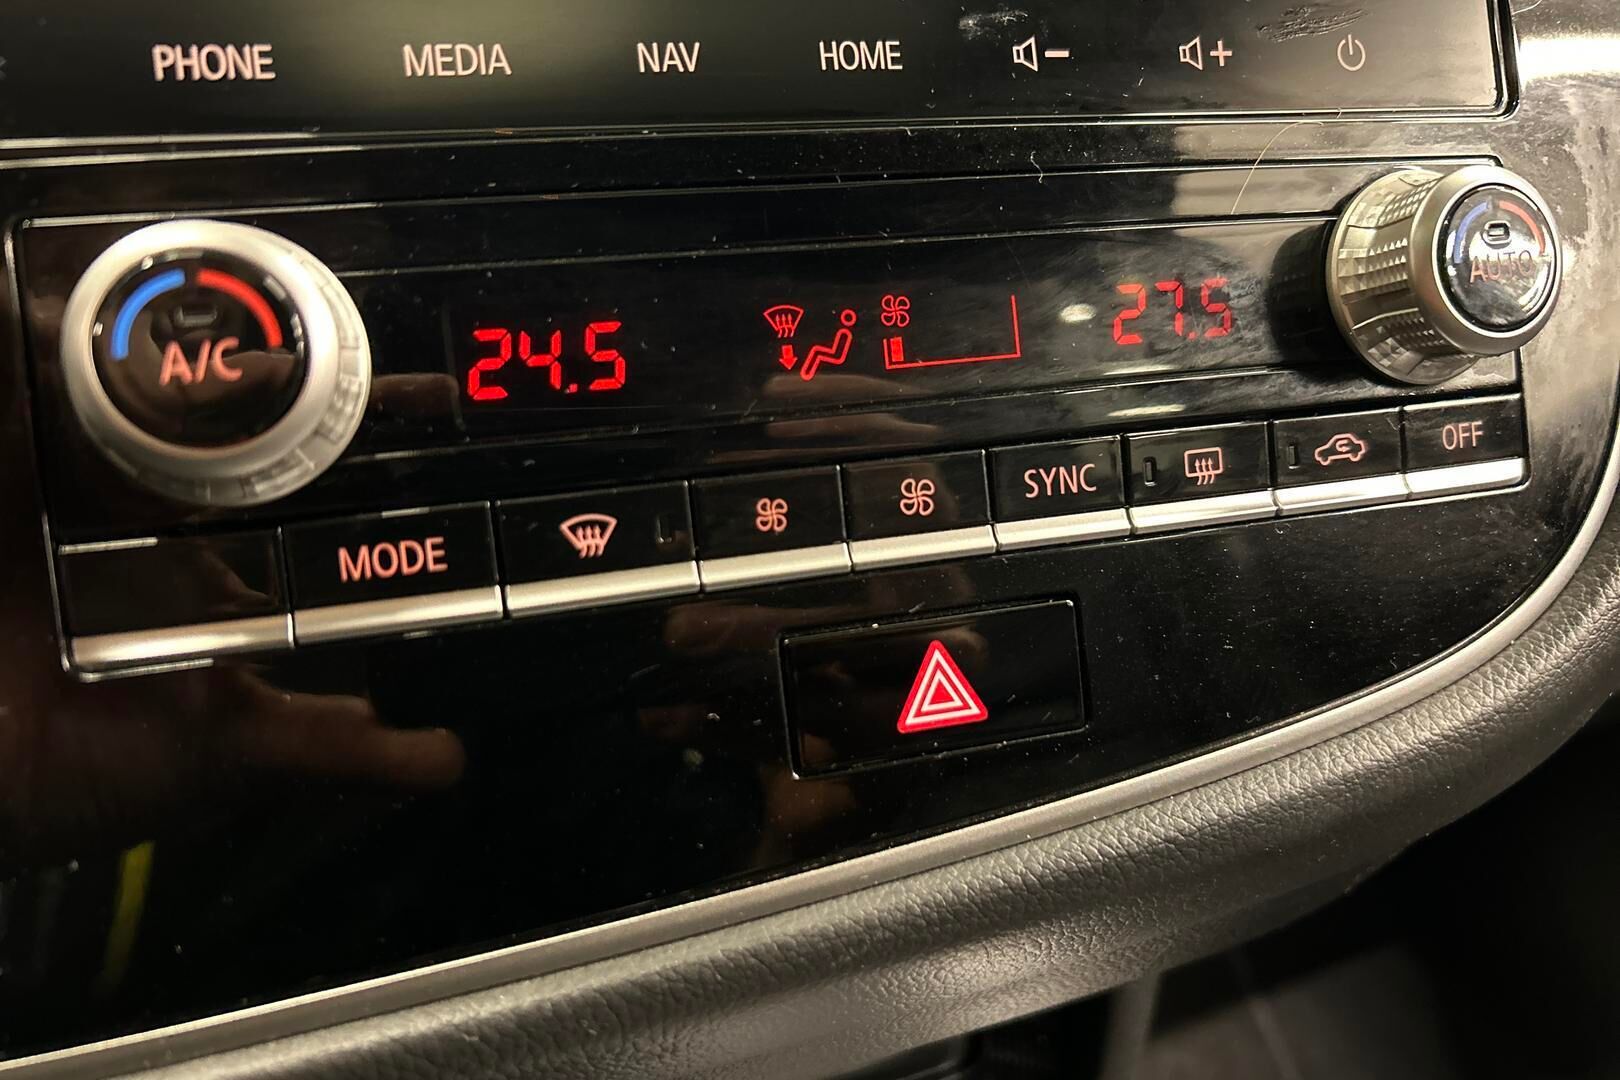 PHONE MEDIA NAV HOME
A/C 24.5 27.5 AUTO
MODE SYNC OFF